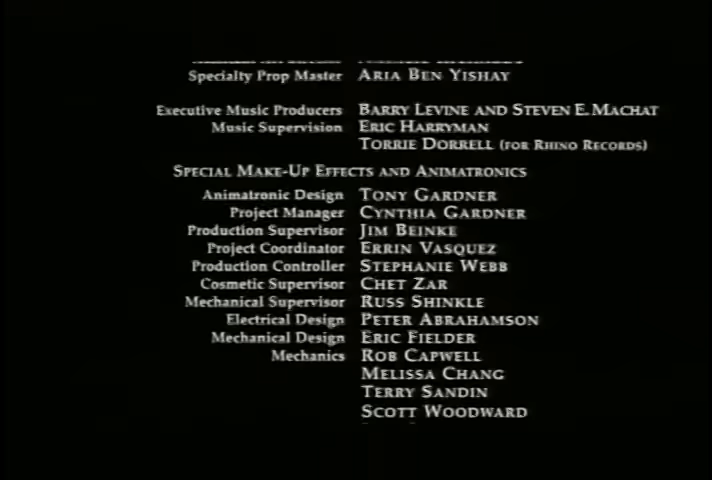 Specialty Prop Master ARIA BEN YISHAY
Executive Music Producers BARRY LEVINE AND STEVEN E. MACHAT
Music Supervision ERIC HARRYMAN
TORRIE DORRELL (FOR RHINO RECORDS)
SPECIAL MAKE-UP EFFECTS AND ANIMATRONICS
Animatronic Design TONY GARDNER
Project Manager CYNTHIA GARDNER
Production Supervisor JIM BEINKE
Project Coordinator ERRIN VASQUEZ
Production Controller STEPHANIE WEBB
Cosmetic Supervisor CHET ZAR
Mechanical Supervisor RUSS SHINKLE
Electrical Design PETER ABRAHAMSON
Mechanical Design ERIC FIELDER
Mechanics ROB CAPWELL
MELISSA CHANG
TERRY SANDIN
SCOTT WOODWARD